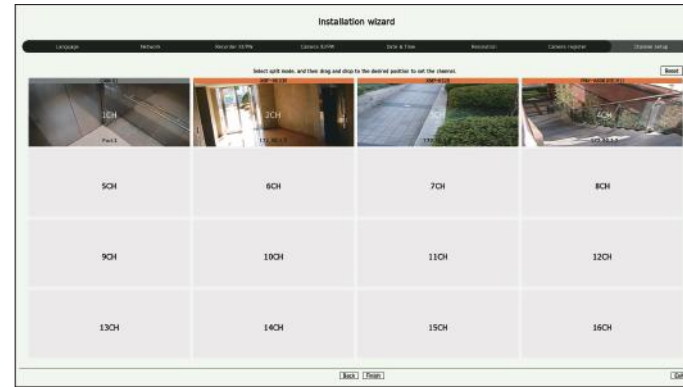 Installation wizard
Language Network Recorder ID/PW Camera ID/PW Date & Time Resolution Camera register Channel setup
Select split mode, and then drag and drop to the desired position to set the channel.
Reset
1CH 2CH 4CH
5CH 6CH 7CH 8CH
9CH 10CH 11CH 12CH
13CH 14CH 15CH 16CH
Back Finish